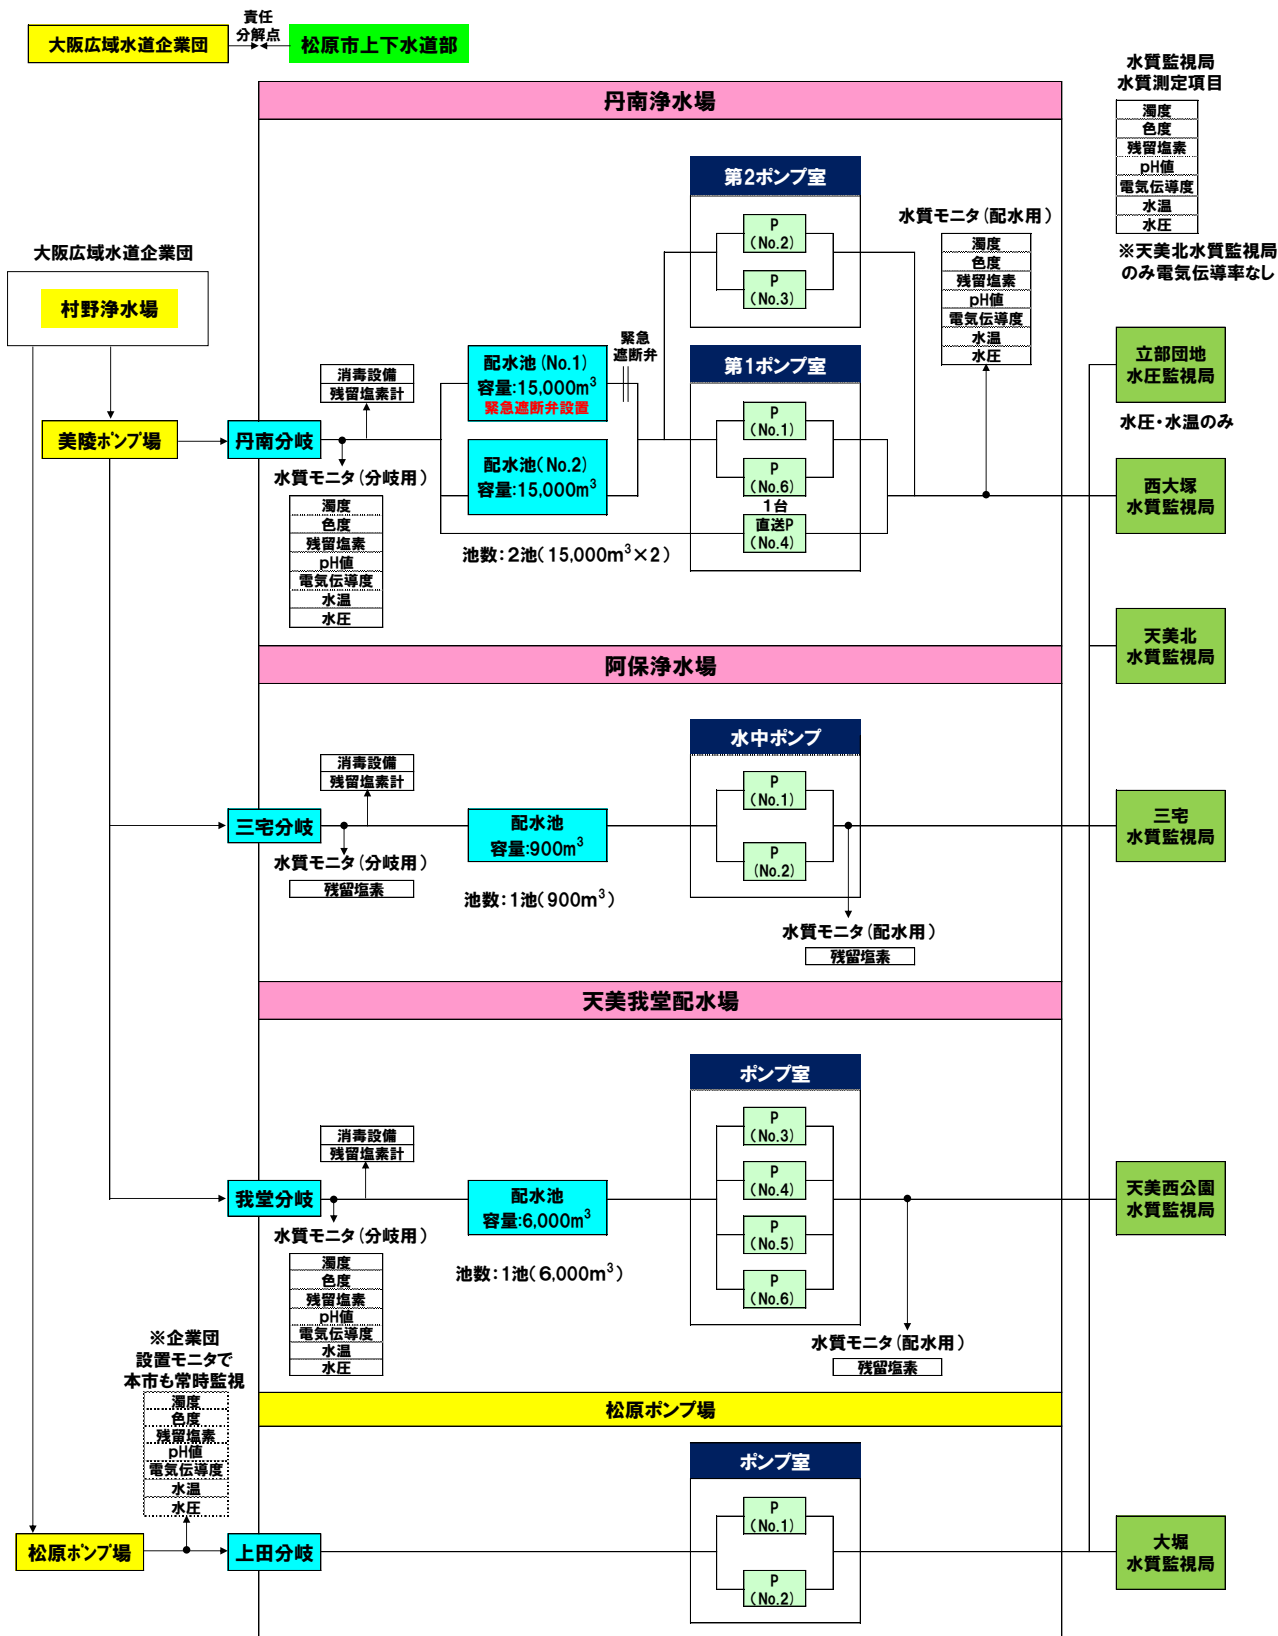 大阪広域水道企業団
責任
分解点
松原市上下水道部
水質監視局
水質測定項目
濁度
色度
残留塩素
pH値
電気伝導度
水温
水圧
※天美北水質監視局
のみ電気伝導率なし
丹南浄水場
第2ポンプ室
P
(No.2)
P
(No.3)
水質モニタ(配水用)
濁度
色度
残留塩素
pH値
電気伝導度
水温
水圧
大阪広域水道企業団
村野浄水場
緊急
遮断弁
消毒設備
残留塩素計
配水池(No.1)
容量:15,000m³
緊急遮断弁設置
第1ポンプ室
P
(No.1)
P
(No.6)
1台
直送P
(No.4)
立部団地
水圧監視局
水圧・水温のみ
美陵ポンプ場
丹南分岐
配水池(No.2)
容量:15,000m³
水質モニタ(分岐用)
濁度
色度
残留塩素
pH値
電気伝導度
水温
水圧
池数:2池(15,000m³×2)
西大塚
水質監視局
天美北
水質監視局
阿保浄水場
水中ポンプ
P
(No.1)
P
(No.2)
消毒設備
残留塩素計
三宅分岐
配水池
容量:900m³
水質モニタ(分岐用)
残留塩素
池数:1池(900m³)
三宅
水質監視局
水質モニタ(配水用)
残留塩素
天美我堂配水場
ポンプ室
P
(No.3)
P
(No.4)
P
(No.5)
P
(No.6)
消毒設備
残留塩素計
我堂分岐
配水池
容量:6,000m³
水質モニタ(分岐用)
濁度
色度
残留塩素
pH値
電気伝導度
水温
水圧
池数:1池(6,000m³)
天美西公園
水質監視局
水質モニタ(配水用)
残留塩素
※企業団
設置モニタで
本市も常時監視
濁度
色度
残留塩素
pH値
電気伝導度
水温
水圧
松原ポンプ場
ポンプ室
P
(No.1)
P
(No.2)
松原ポンプ場
上田分岐
大堀
水質監視局